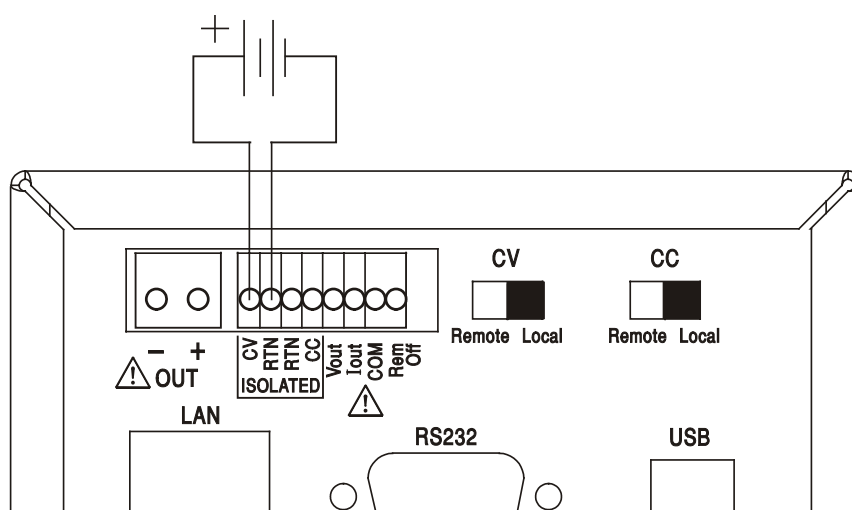 +
CV CC
Remote Local Remote Local
− +
CV RTN RTN CC Vout Iout COM Rem Off
OUT
ISOLATED
LAN
RS232
USB